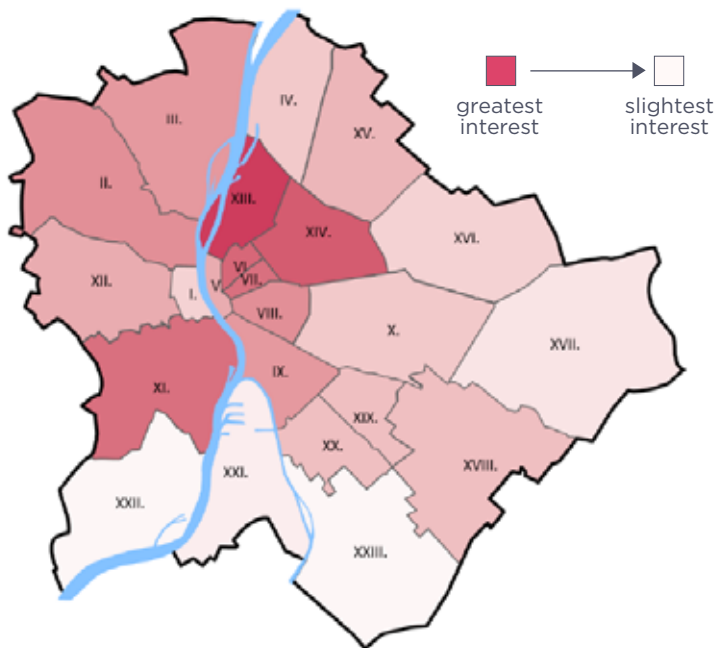 greatest
interest
slightest
interest
III.
IV.
XV.
II.
XIII.
XIV.
XVI.
XII.
I.
V.
VI.
VII.
VIII.
X.
XVII.
XI.
IX.
XIX.
XX.
XVIII.
XXI.
XXII.
XXIII.